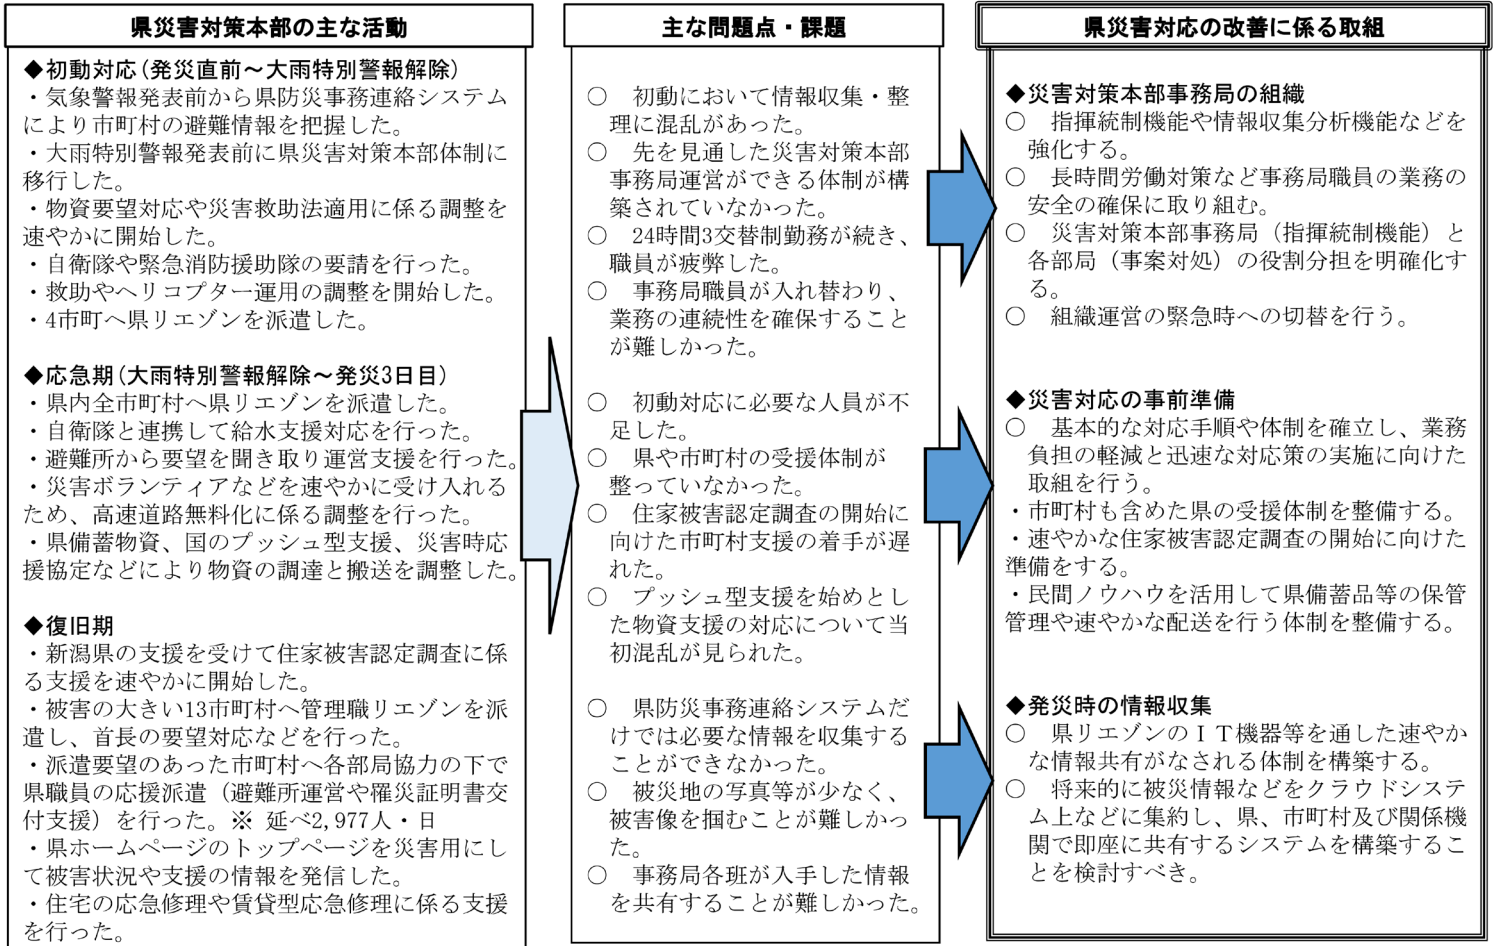 県災害対策本部の主な活動
◆初動対応(発災直前～大雨特別警報解除)
・気象警報発表前から県防災事務連絡システム
により市町村の避難情報を把握した。
・大雨特別警報発表前に県災害対策本部体制に
移行した。
・物資要望対応や災害救助法適用に係る調整を
速やかに開始した。
・自衛隊や緊急消防援助隊の要請を行った。
・救助やヘリコプター運用の調整を開始した。
・4市町へ県リエゾンを派遣した。
◆応急期(大雨特別警報解除～発災3日目)
・県内全市町村へ県リエゾンを派遣した。
・自衛隊と連携して給水支援対応を行った。
・避難所から要望を聞き取り運営支援を行った。
・災害ボランティアなどを速やかに受け入れる
ため、高速道路無料化に係る調整を行った。
・県備蓄物資、国のプッシュ型支援、災害時応
援協定などにより物資の調達と搬送を調整した。
◆復旧期
・新潟県の支援を受けて住家被害認定調査に係
る支援を速やかに開始した。
・被害の大きい13市町村へ管理職リエゾンを派
遣し、首長の要望対応などを行った。
・派遣要望のあった市町村へ各部局協力の下で
県職員の応援派遣（避難所運営や罹災証明書交
付支援）を行った。※ 延べ2,977人・日
・県ホームページのトップページを災害用にし
て被害状況や支援の情報を発信した。
・住宅の応急修理や賃貸型応急修理に係る支援
を行った。
主な問題点・課題
○ 初動において情報収集・整
理に混乱があった。
○ 先を見通した災害対策本部
事務局運営ができる体制が構
築されていなかった。
○ 24時間3交替制勤務が続き、
職員が疲弊した。
○ 事務局職員が入れ替わり、
業務の連続性を確保すること
が難しかった。
○ 初動対応に必要な人員が不
足した。
○ 県や市町村の受援体制が
整っていなかった。
○ 住家被害認定調査の開始に
向けた市町村支援の着手が遅
れた。
○ プッシュ型支援を始めとし
た物資支援の対応について当
初混乱が見られた。
○ 県防災事務連絡システムだ
けでは必要な情報を収集する
ことができなかった。
○ 被災地の写真等が少なく、
被害像を掴むことが難しかっ
た。
○ 事務局各班が入手した情報
を共有することが難しかった。
県災害対応の改善に係る取組
◆災害対策本部事務局の組織
○ 指揮統制機能や情報収集分析機能などを
強化する。
○ 長時間労働対策など事務局職員の業務の
安全の確保に取り組む。
○ 災害対策本部事務局（指揮統制機能）と
各部局（事案対処）の役割分担を明確化す
る。
○ 組織運営の緊急時への切替を行う。
◆災害対応の事前準備
○ 基本的な対応手順や体制を確立し、業務
負担の軽減と迅速な対応策の実施に向けた
取組を行う。
・市町村も含めた県の受援体制を整備する。
・速やかな住家被害認定調査の開始に向けた
準備をする。
・民間ノウハウを活用して県備蓄品等の保管
管理や速やかな配送を行う体制を整備する。
◆発災時の情報収集
○ 県リエゾンのＩＴ機器等を通した速やか
な情報共有がなされる体制を構築する。
○ 将来的に被災情報などをクラウドシステ
ム上などに集約し、県、市町村及び関係機
関で即座に共有するシステムを構築するこ
とを検討すべき。